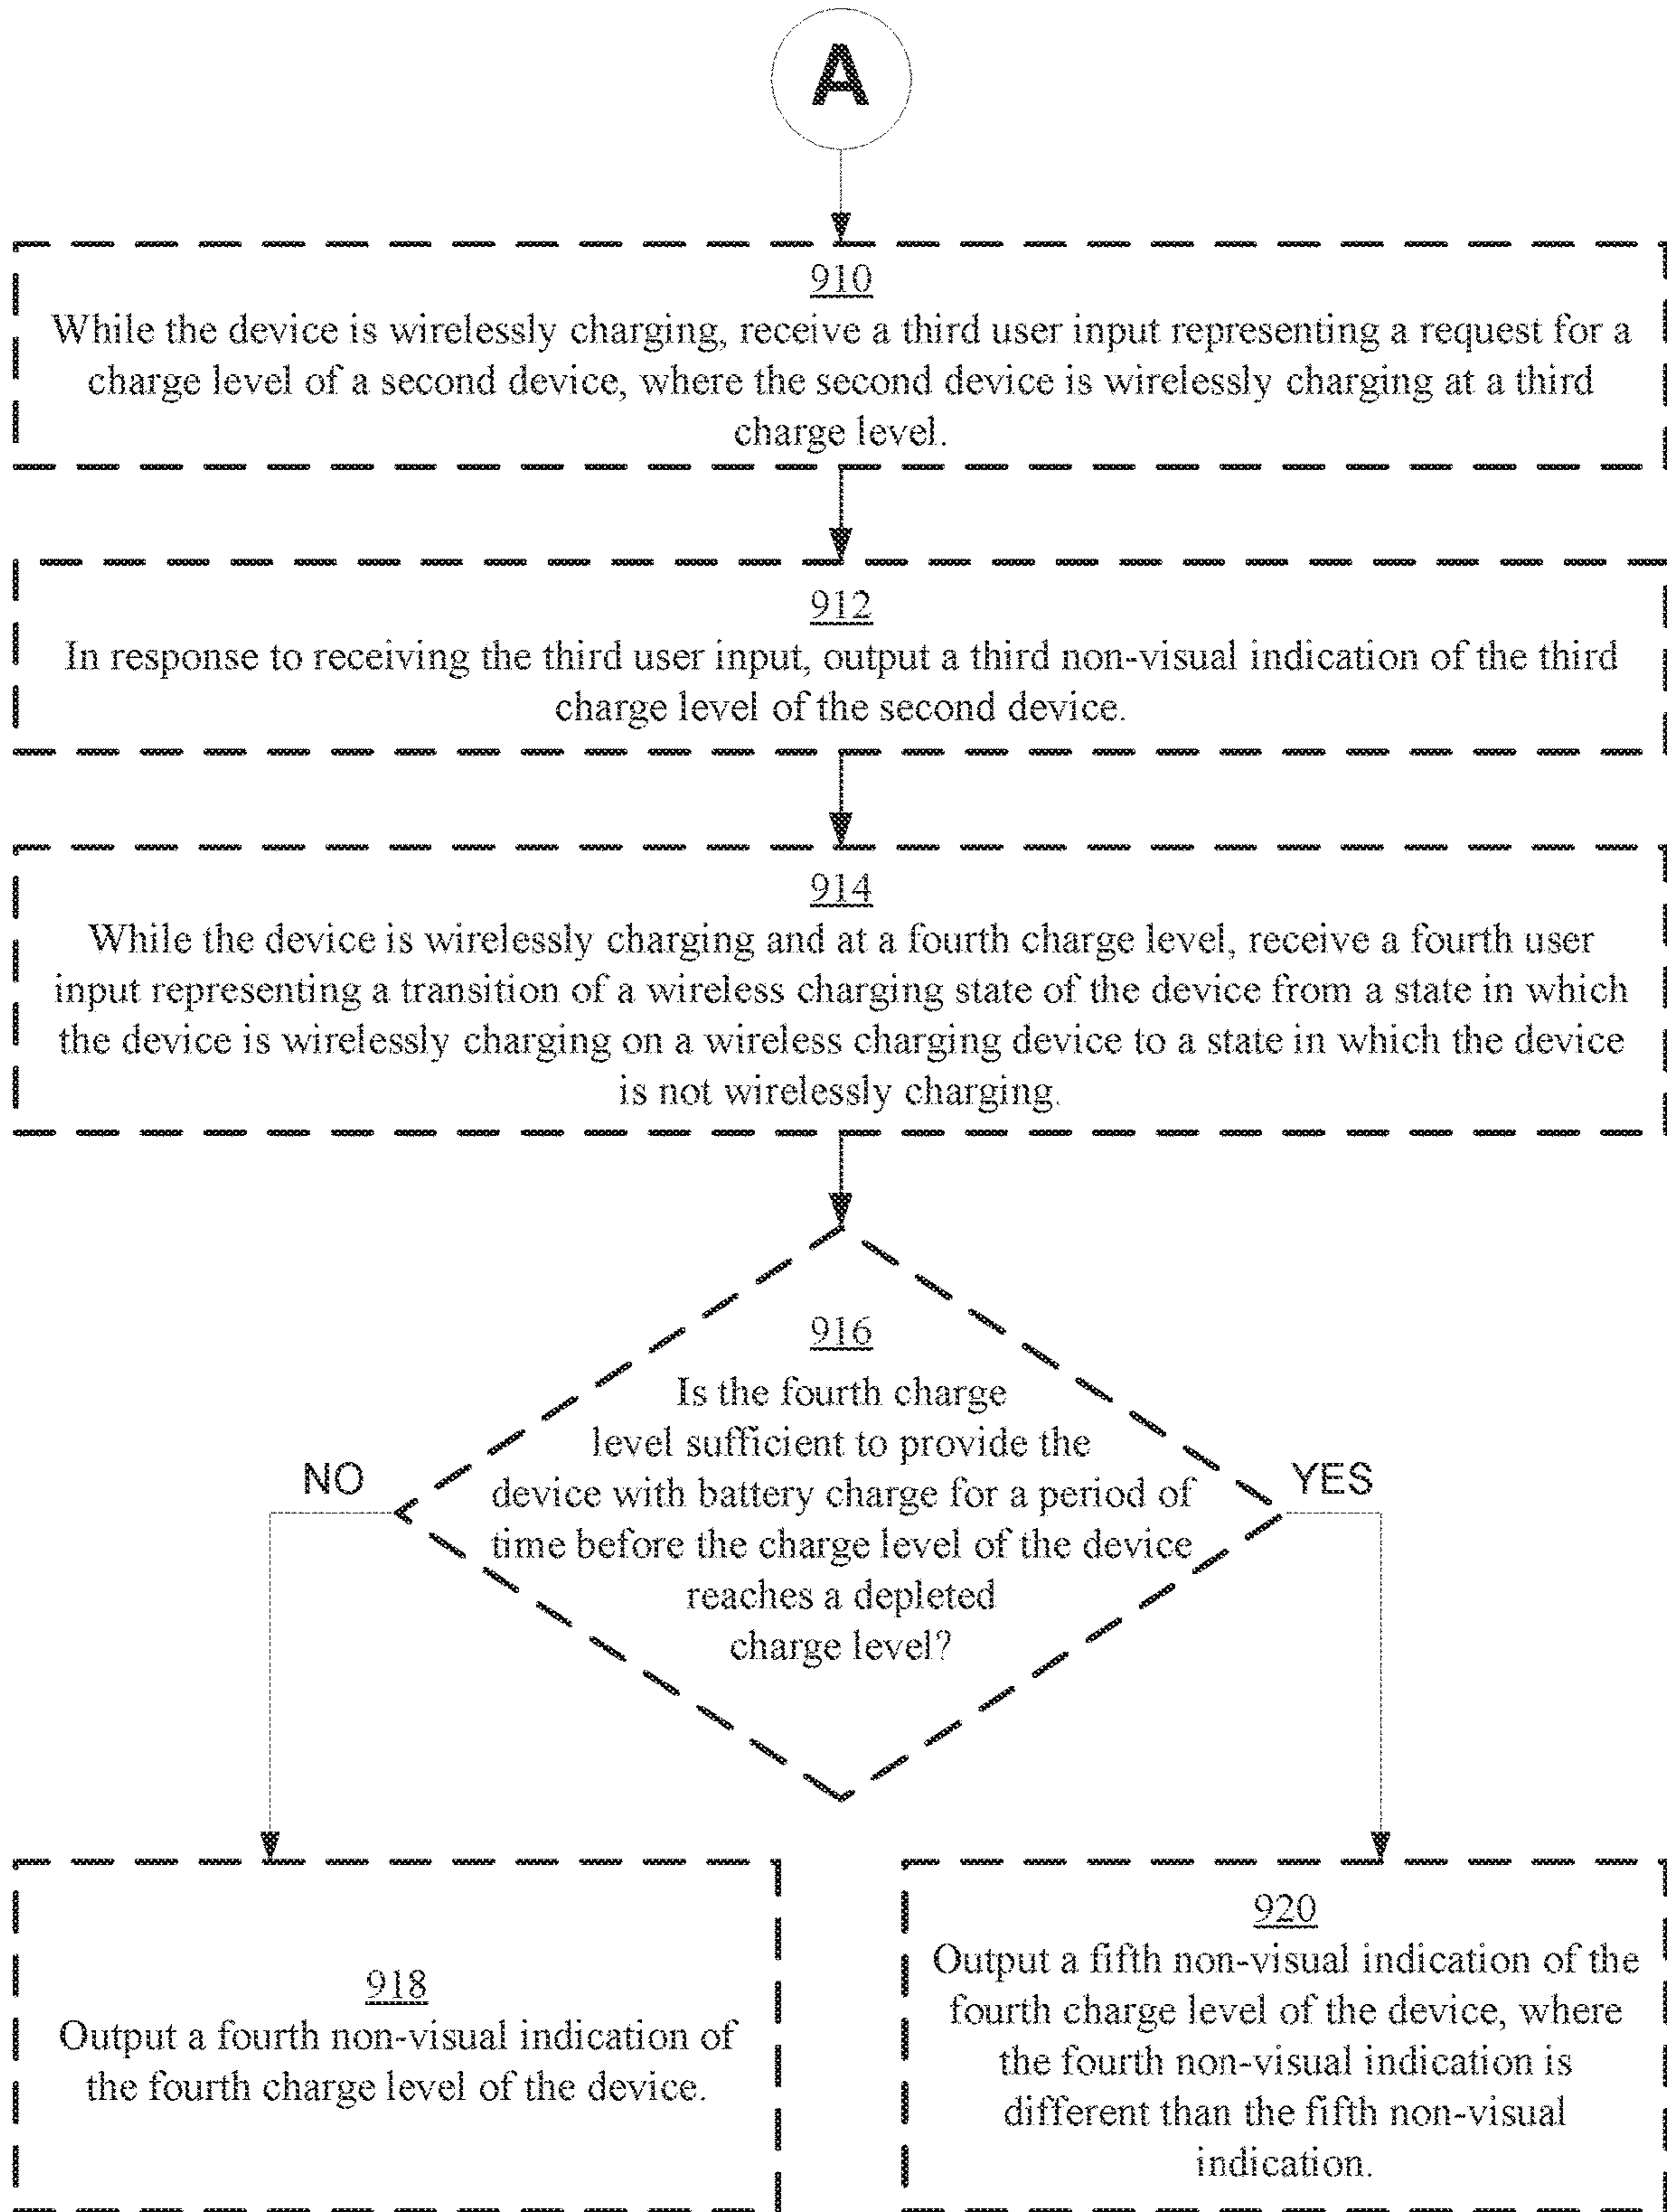 A
910
While the device is wirelessly charging, receive a third user input representing a request for a
charge level of a second device, where the second device is wirelessly charging at a third
charge level.
912
In response to receiving the third user input, output a third non-visual indication of the third
charge level of the second device.
914
While the device is wirelessly charging and at a fourth charge level, receive a fourth user
input representing a transition of a wireless charging state of the device from a state in which
the device is wirelessly charging on a wireless charging device to a state in which the device
is not wirelessly charging.
916
Is the fourth charge
level sufficient to provide the
device with battery charge for a period of
time before the charge level of the device
reaches a depleted
charge level?
NO
YES
918
Output a fourth non-visual indication of
the fourth charge level of the device.
920
Output a fifth non-visual indication of the
fourth charge level of the device, where
the fourth non-visual indication is
different than the fifth non-visual
indication.